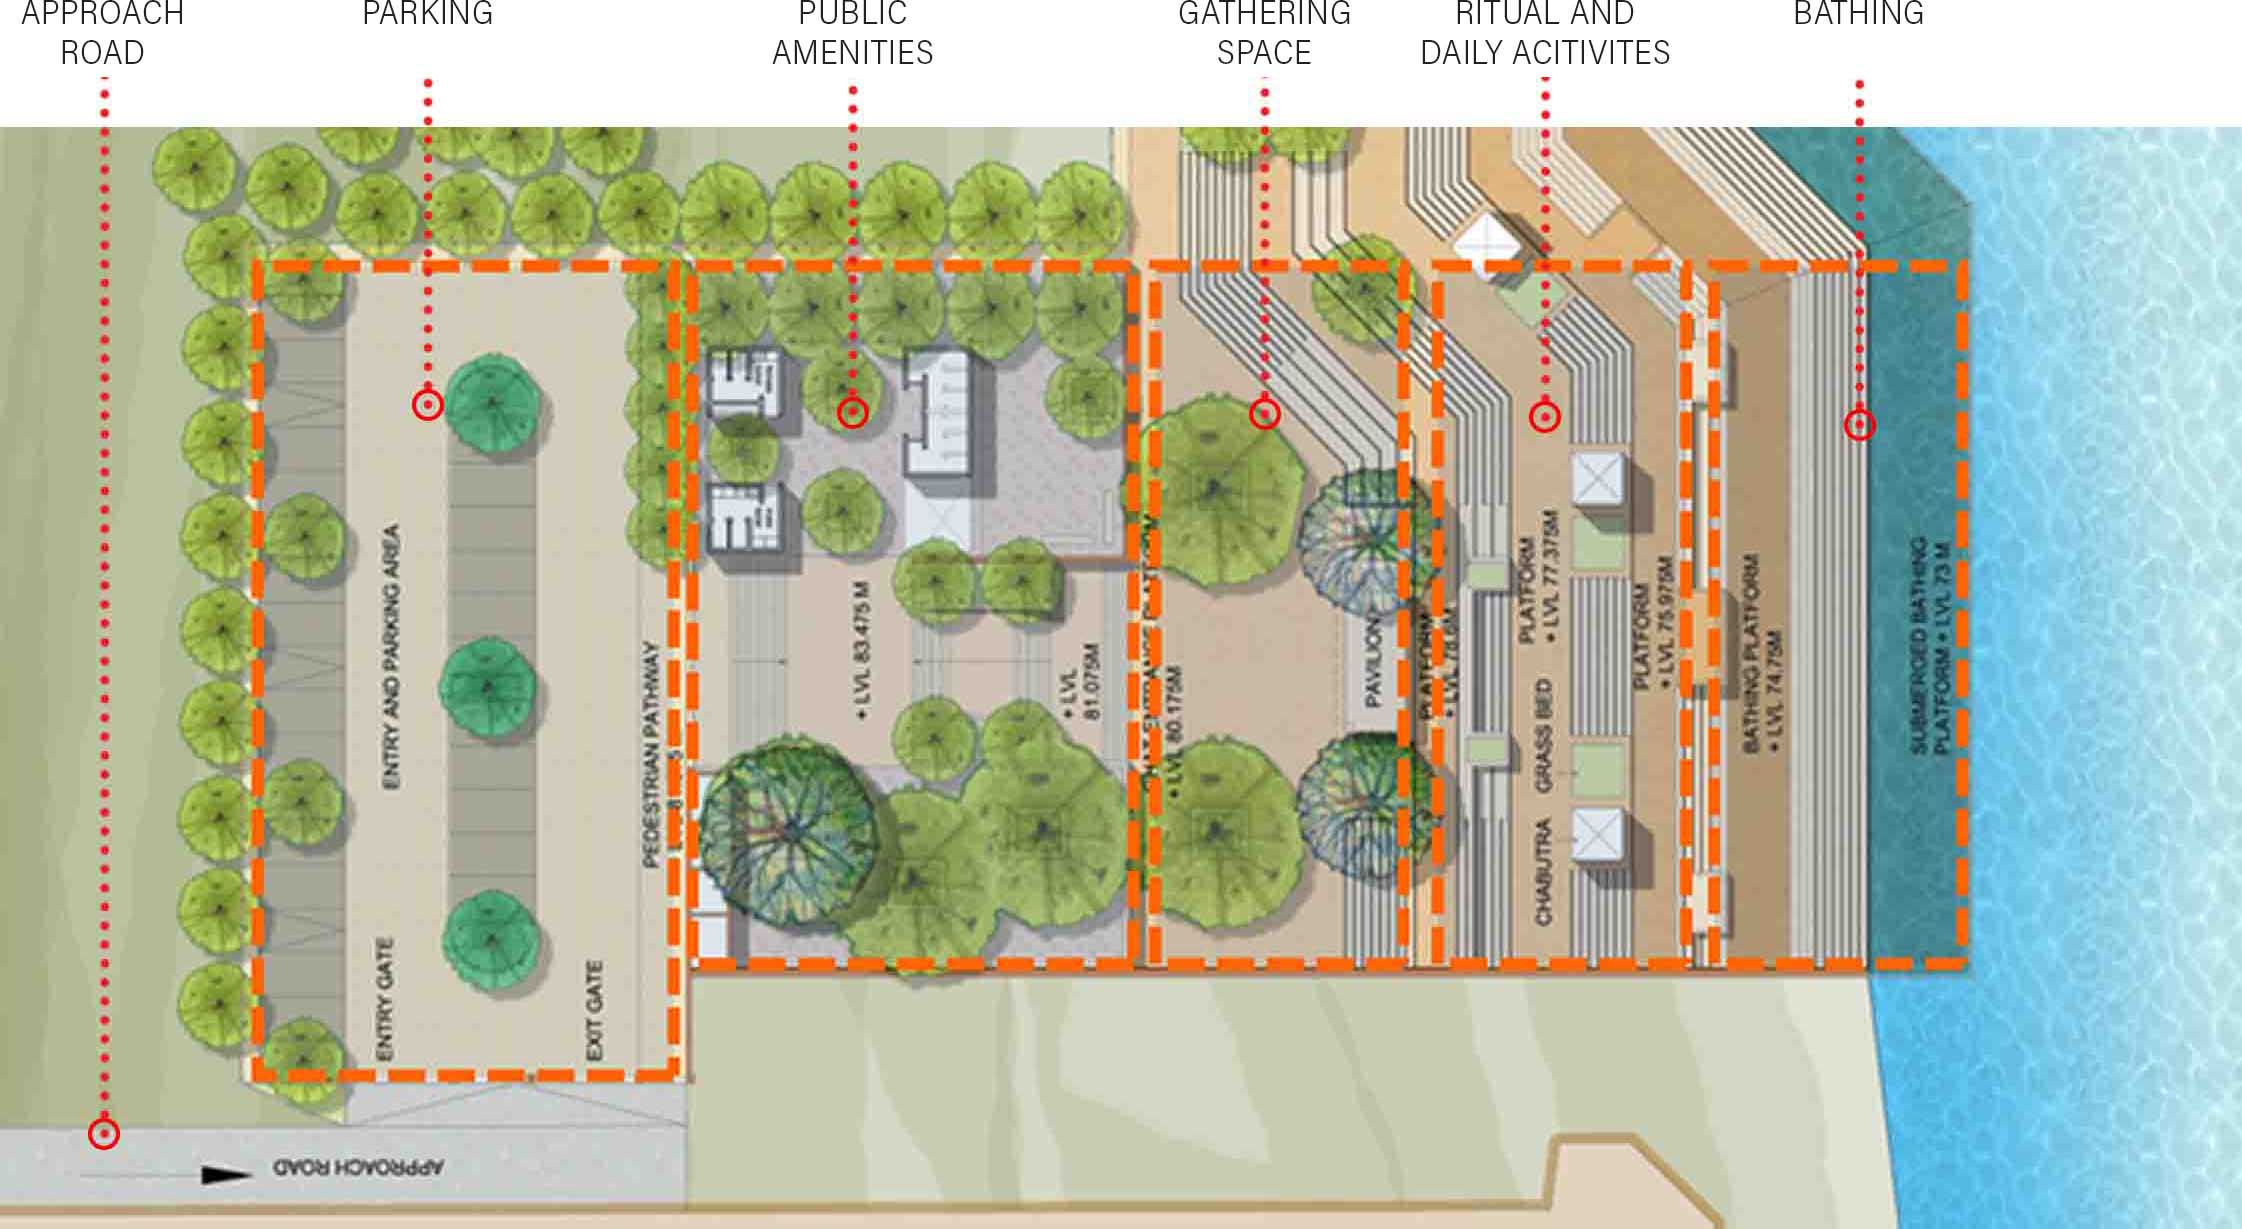 APPROACH
ROAD
PARKING
PUBLIC
AMENITIES
GATHERING
SPACE
RITUAL AND
DAILY ACITIVITES
BATHING
ENTRY AND PARKING AREA
ENTRY GATE
EXIT GATE
PEDESTRIAN PATHWAY
+ LVL 83.475 M
+ LVL
81.075M
ENTRANCE PLATFORM
+ LVL 80.175M
PAVILION
PLATFORM
+ LVL 78.6M
PLATFORM
+ LVL 77.375M
GRASS BED
CHABUTRA
PLATFORM
+ LVL 75.975M
BATHING PLATFORM
+ LVL 74.75M
SUBMERGED BATHING
PLATFORM + LVL 73 M
APPROACH ROAD